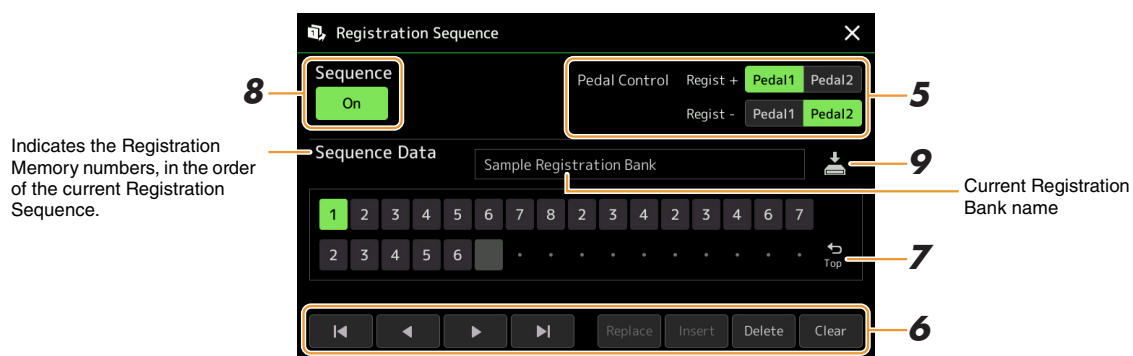 Registration Sequence
Sequence
On
8
Pedal Control Regist + Pedal1 Pedal2
Regist - Pedal1 Pedal2
5
Indicates the Registration
Memory numbers, in the order
of the current Registration
Sequence.
Sequence Data
Sample Registration Bank
9
Current Registration
Bank name
1 2 3 4 5 6 7 8 2 3 4 2 3 4 6 7
2 3 4 5 6
Top
7
Replace Insert Delete Clear
6